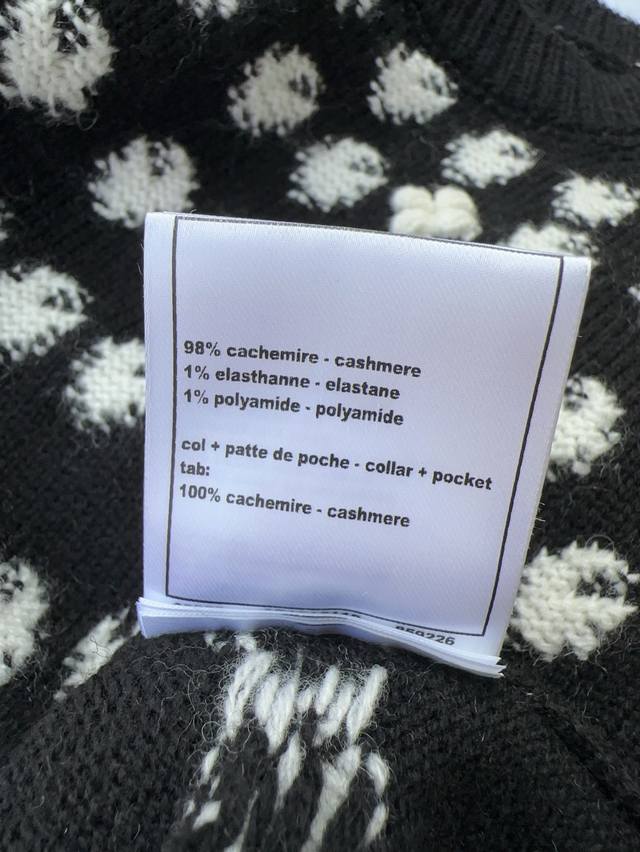 98% cachemire - cashmere
1% elasthanne - elastane
1% polyamide - polyamide
col + patte de poche - collar + pocket
tab:
100% cachemire - cashmere